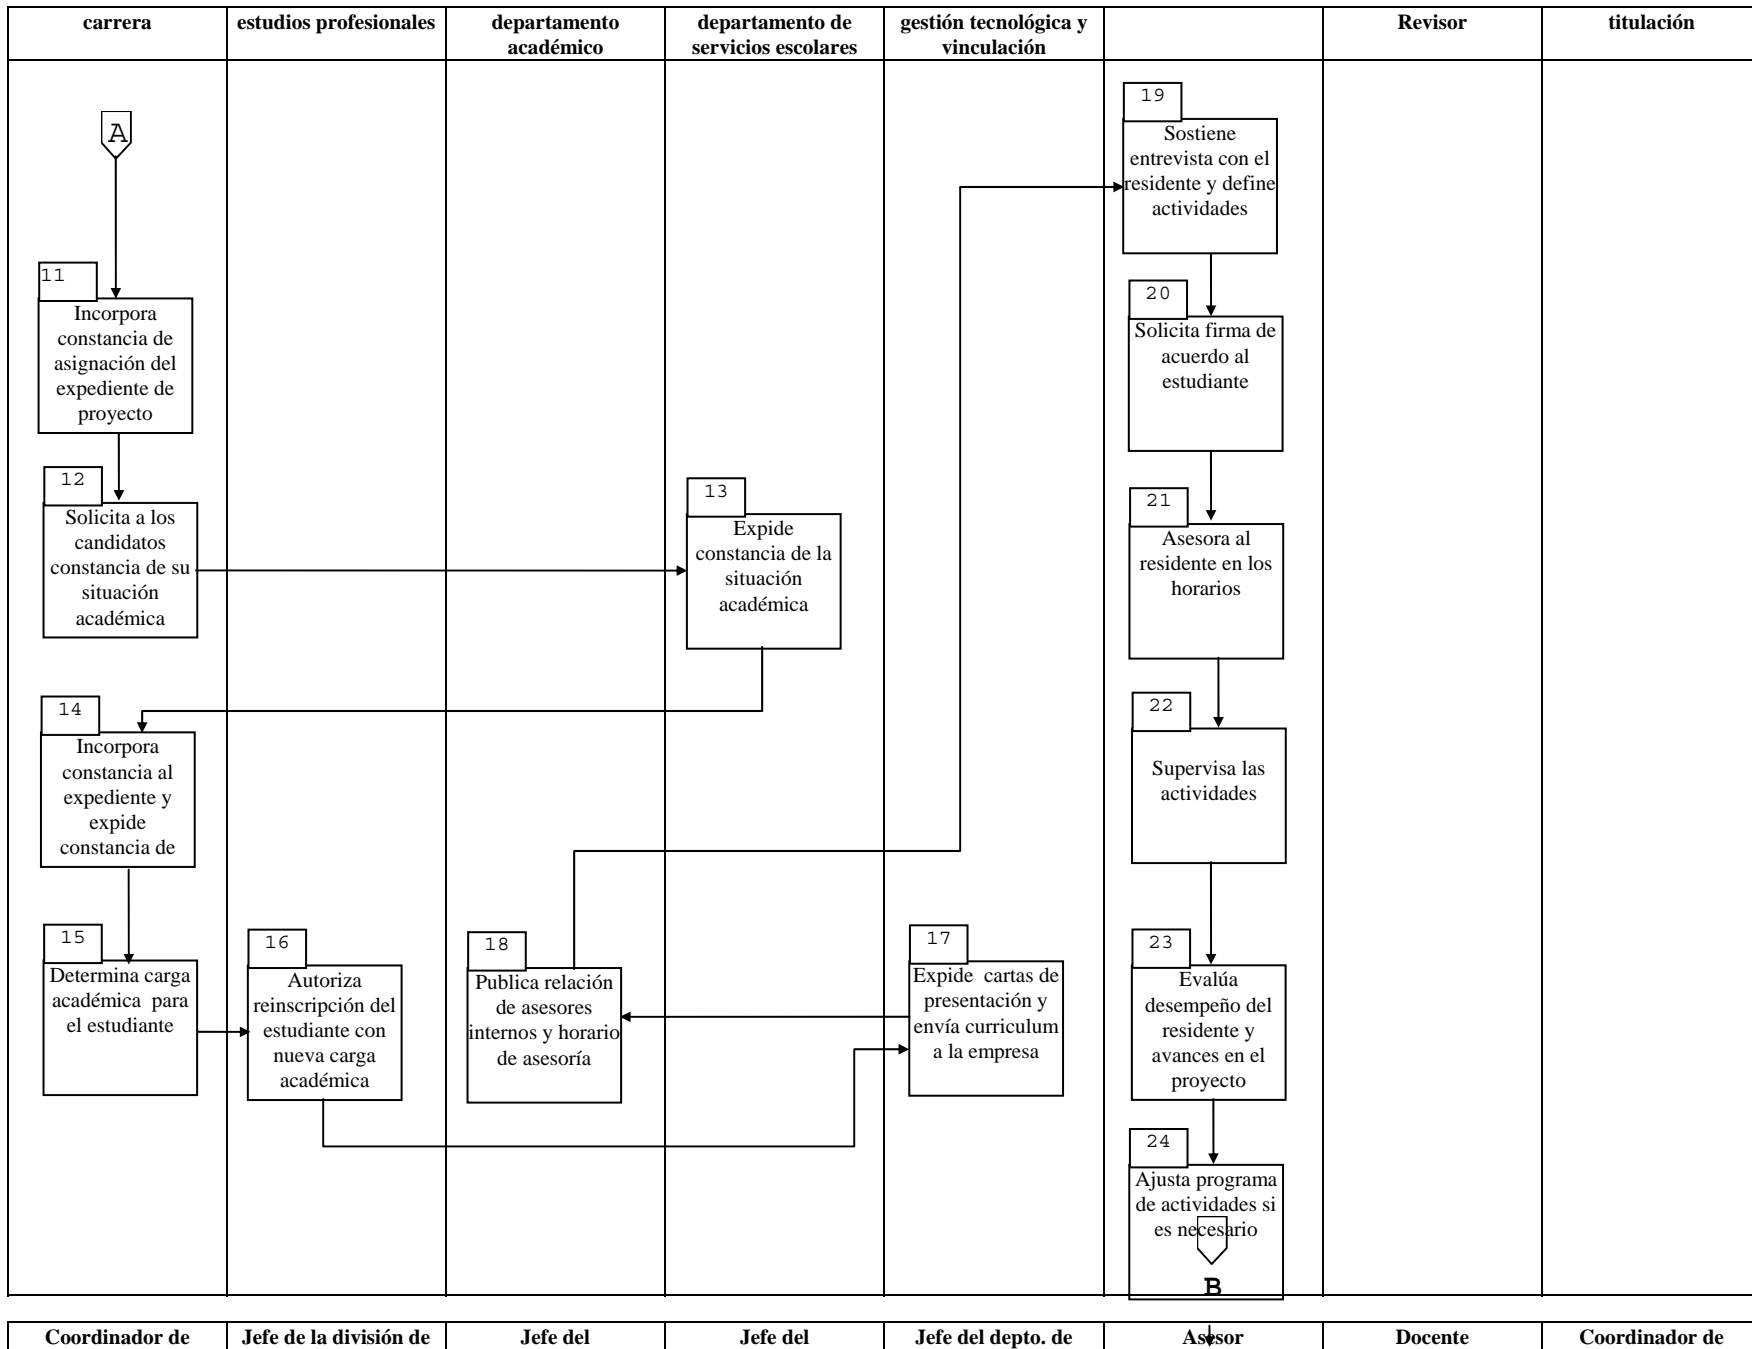 carrera
estudios profesionales
departamento
académico
departamento de
servicios escolares
gestión tecnológica y
vinculación
Revisor
titulación
A
11
Incorpora
constancia de
asignación del
expediente de
proyecto
12
Solicita a los
candidatos
constancia de su
situación
académica
13
Expide
constancia de la
situación
académica
14
Incorpora
constancia al
expediente y
expide
constancia de
15
Determina carga
académica para
el estudiante
16
Autoriza
reinscripción del
estudiante con
nueva carga
académica
18
Publica relación
de asesores
internos y horario
de asesoría
17
Expide cartas de
presentación y
envía curriculum
a la empresa
19
Sostiene
entrevista con el
residente y define
actividades
20
Solicita firma de
acuerdo al
estudiante
21
Asesora al
residente en los
horarios
22
Supervisa las
actividades
23
Evalúa
desempeño del
residente y
avances en el
proyecto
24
Ajusta programa
de actividades si
es necesario
B
Coordinador de
Jefe de la división de
Jefe del
Jefe del
Jefe del depto. de
Asesor
Docente
Coordinador de